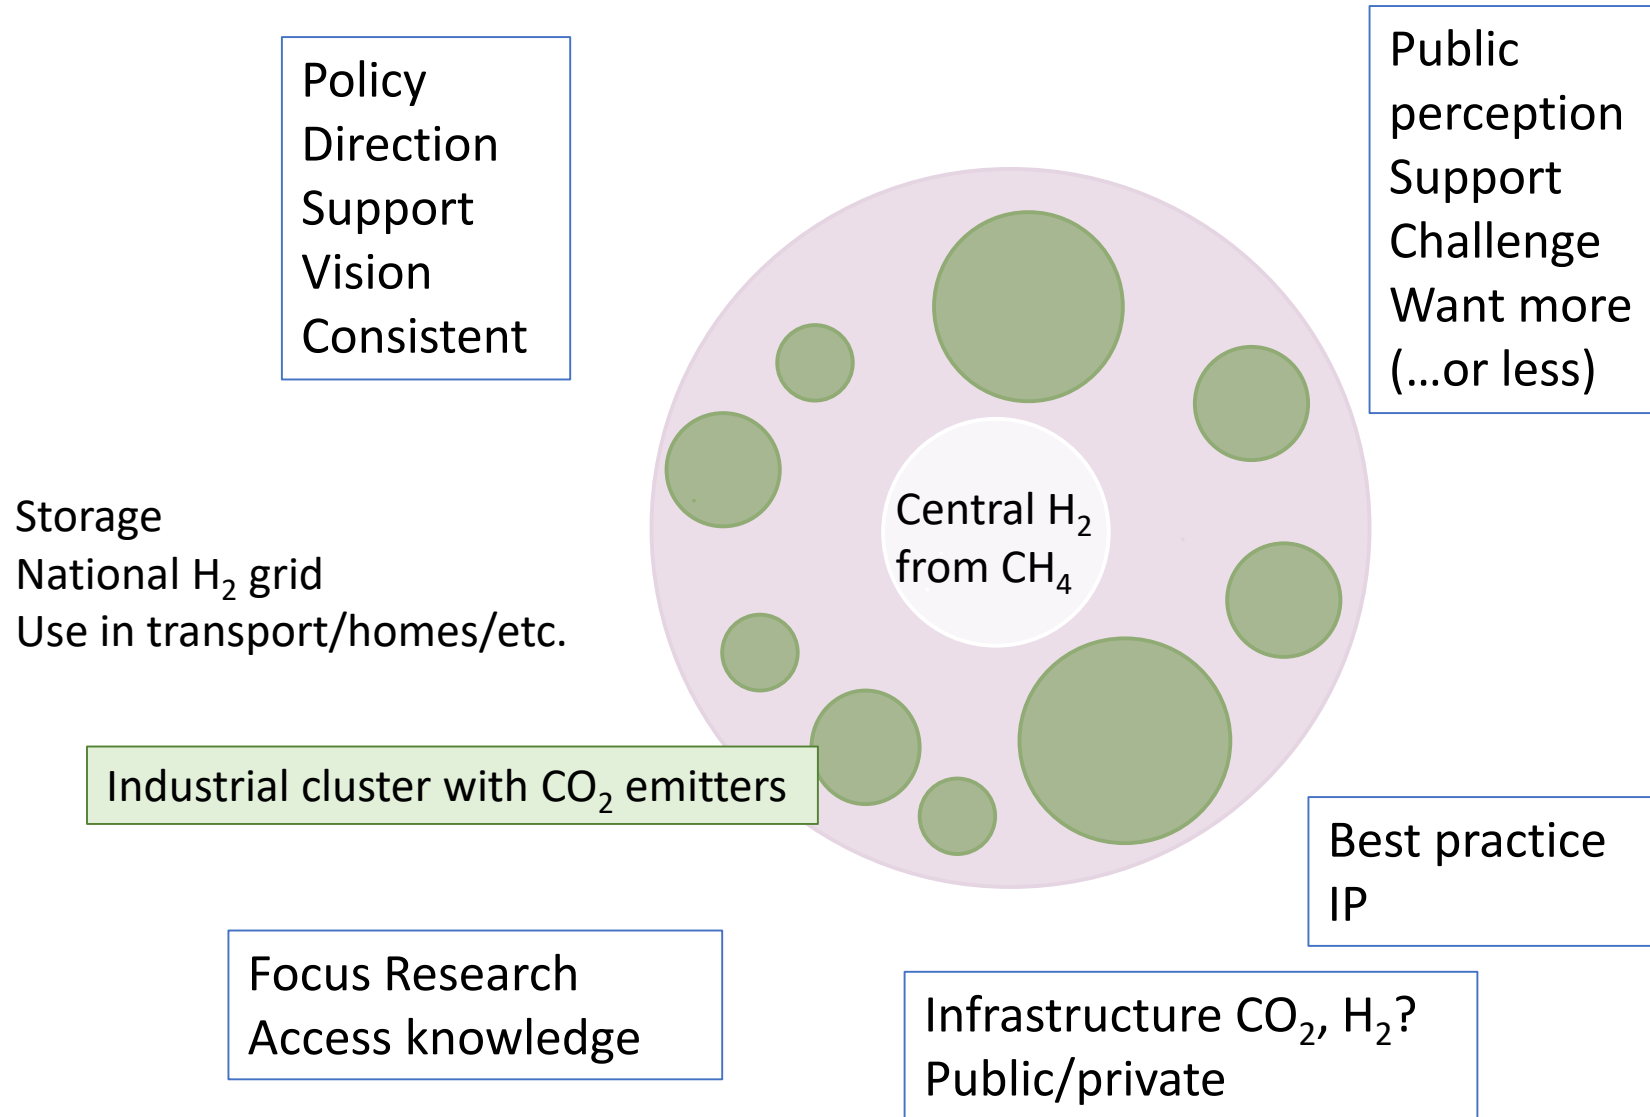 Policy
Direction
Support
Vision
Consistent
Public
perception
Support
Challenge
Want more
(...or less)
Central H₂
from CH₄
Storage
National H₂ grid
Use in transport/homes/etc.
Industrial cluster with CO₂ emitters
Best practice
IP
Focus Research
Access knowledge
Infrastructure CO₂, H₂?
Public/private